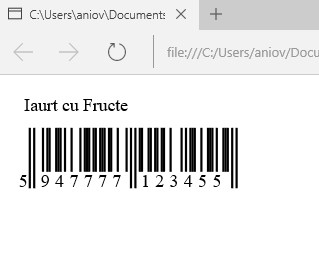 C:\Users\aniov\Documents
file:///C:/Users/aniov/Docu
Iaurt cu Fructe
5 947777 123455